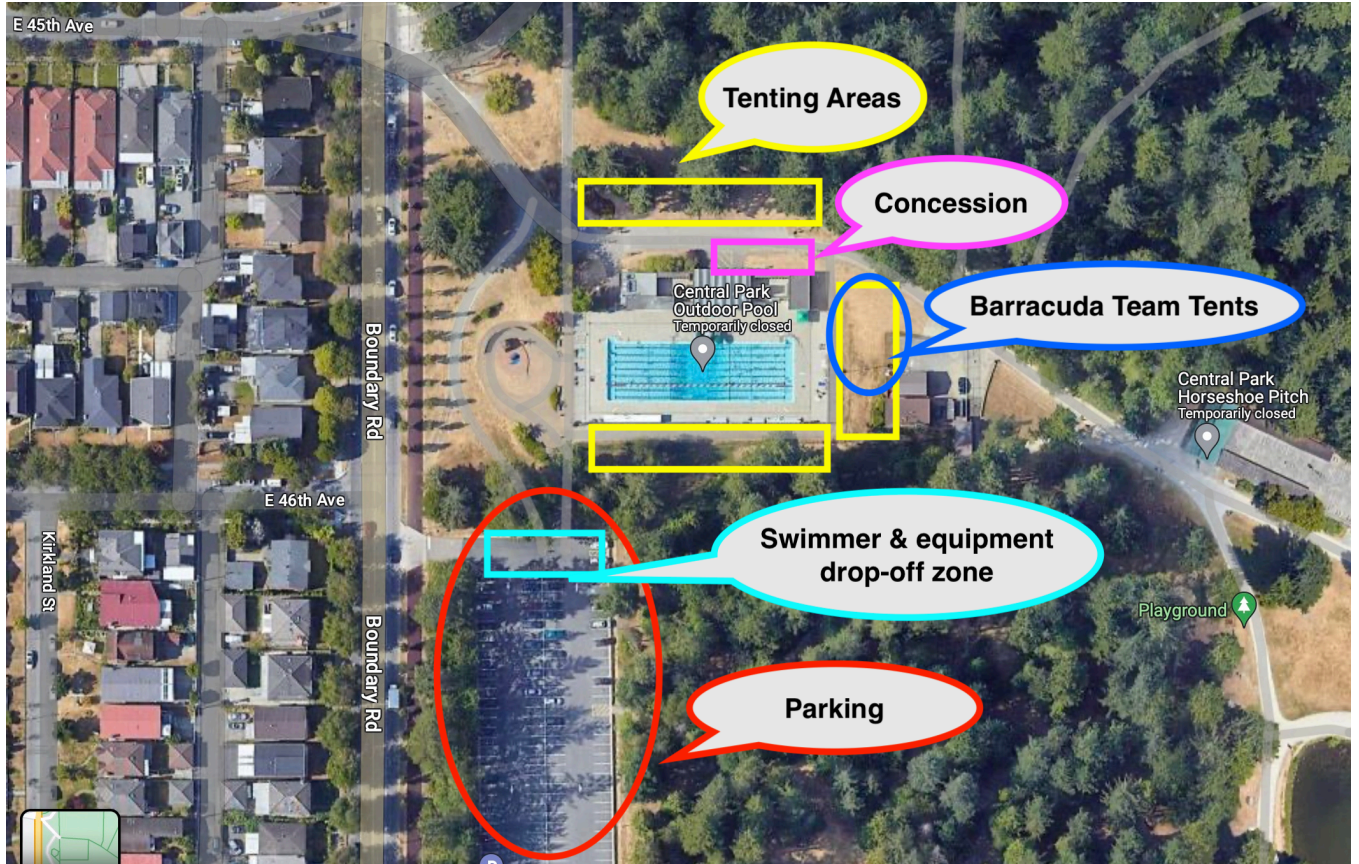 E 45th Ave
Tenting Areas
Concession
Central Park
Outdoor Pool
Temporarily closed
Barracuda Team Tents
Boundary Rd
Central Park
Horseshoe Pitch
Temporarily closed
E 46th Ave
Kirkland St
Swimmer & equipment
drop-off zone
Playground
Boundary Rd
Parking